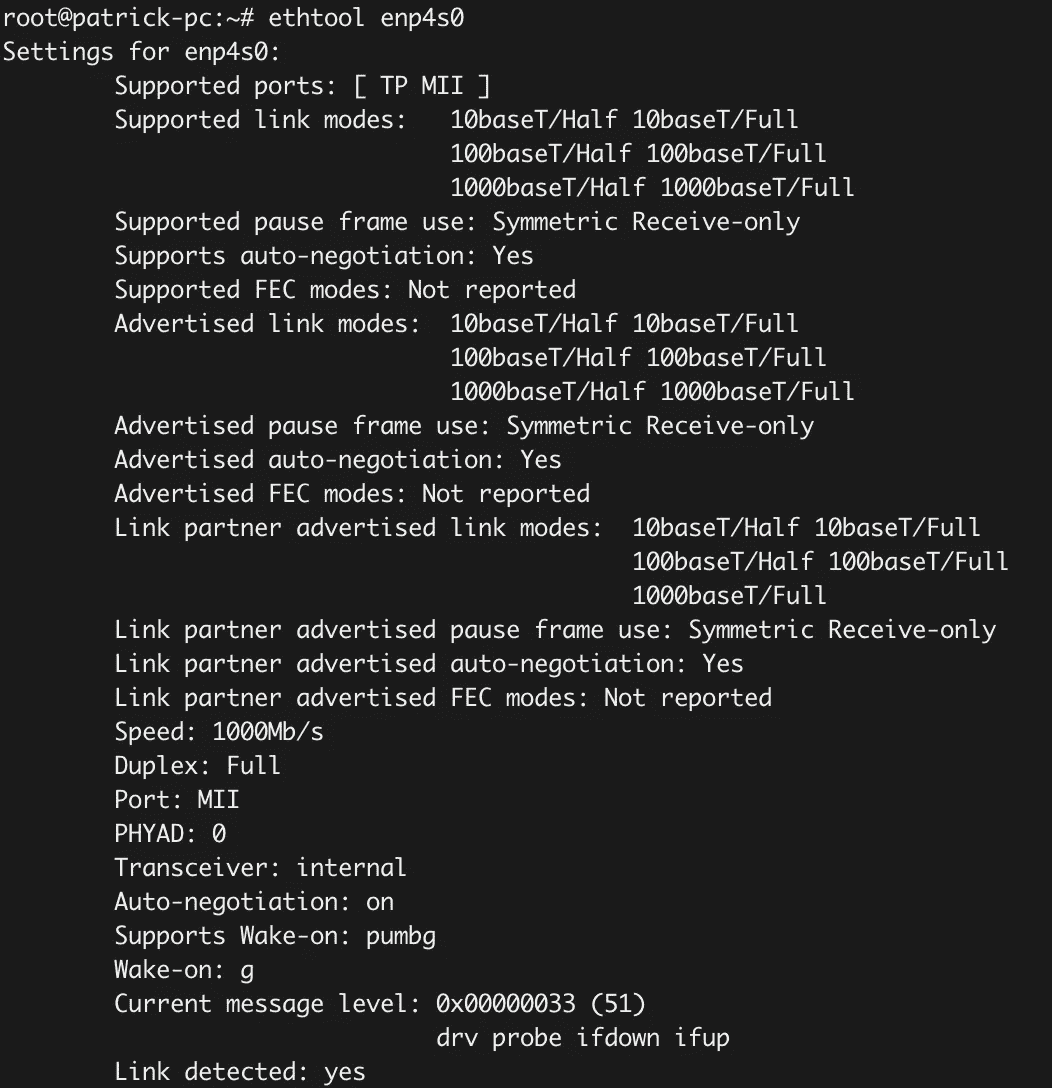 root@patrick-pc:~# ethtool enp4s0
Settings for enp4s0:
Supported ports: [ TP MII ]
Supported link modes: 10baseT/Half 10baseT/Full
100baseT/Half 100baseT/Full
1000baseT/Half 1000baseT/Full
Supported pause frame use: Symmetric Receive-only
Supports auto-negotiation: Yes
Supported FEC modes: Not reported
Advertised link modes: 10baseT/Half 10baseT/Full
100baseT/Half 100baseT/Full
1000baseT/Half 1000baseT/Full
Advertised pause frame use: Symmetric Receive-only
Advertised auto-negotiation: Yes
Advertised FEC modes: Not reported
Link partner advertised link modes: 10baseT/Half 10baseT/Full
100baseT/Half 100baseT/Full
1000baseT/Full
Link partner advertised pause frame use: Symmetric Receive-only
Link partner advertised auto-negotiation: Yes
Link partner advertised FEC modes: Not reported
Speed: 1000Mb/s
Duplex: Full
Port: MII
PHYAD: 0
Transceiver: internal
Auto-negotiation: on
Supports Wake-on: pumbg
Wake-on: g
Current message level: 0x00000033 (51)
drv probe ifdown ifup
Link detected: yes